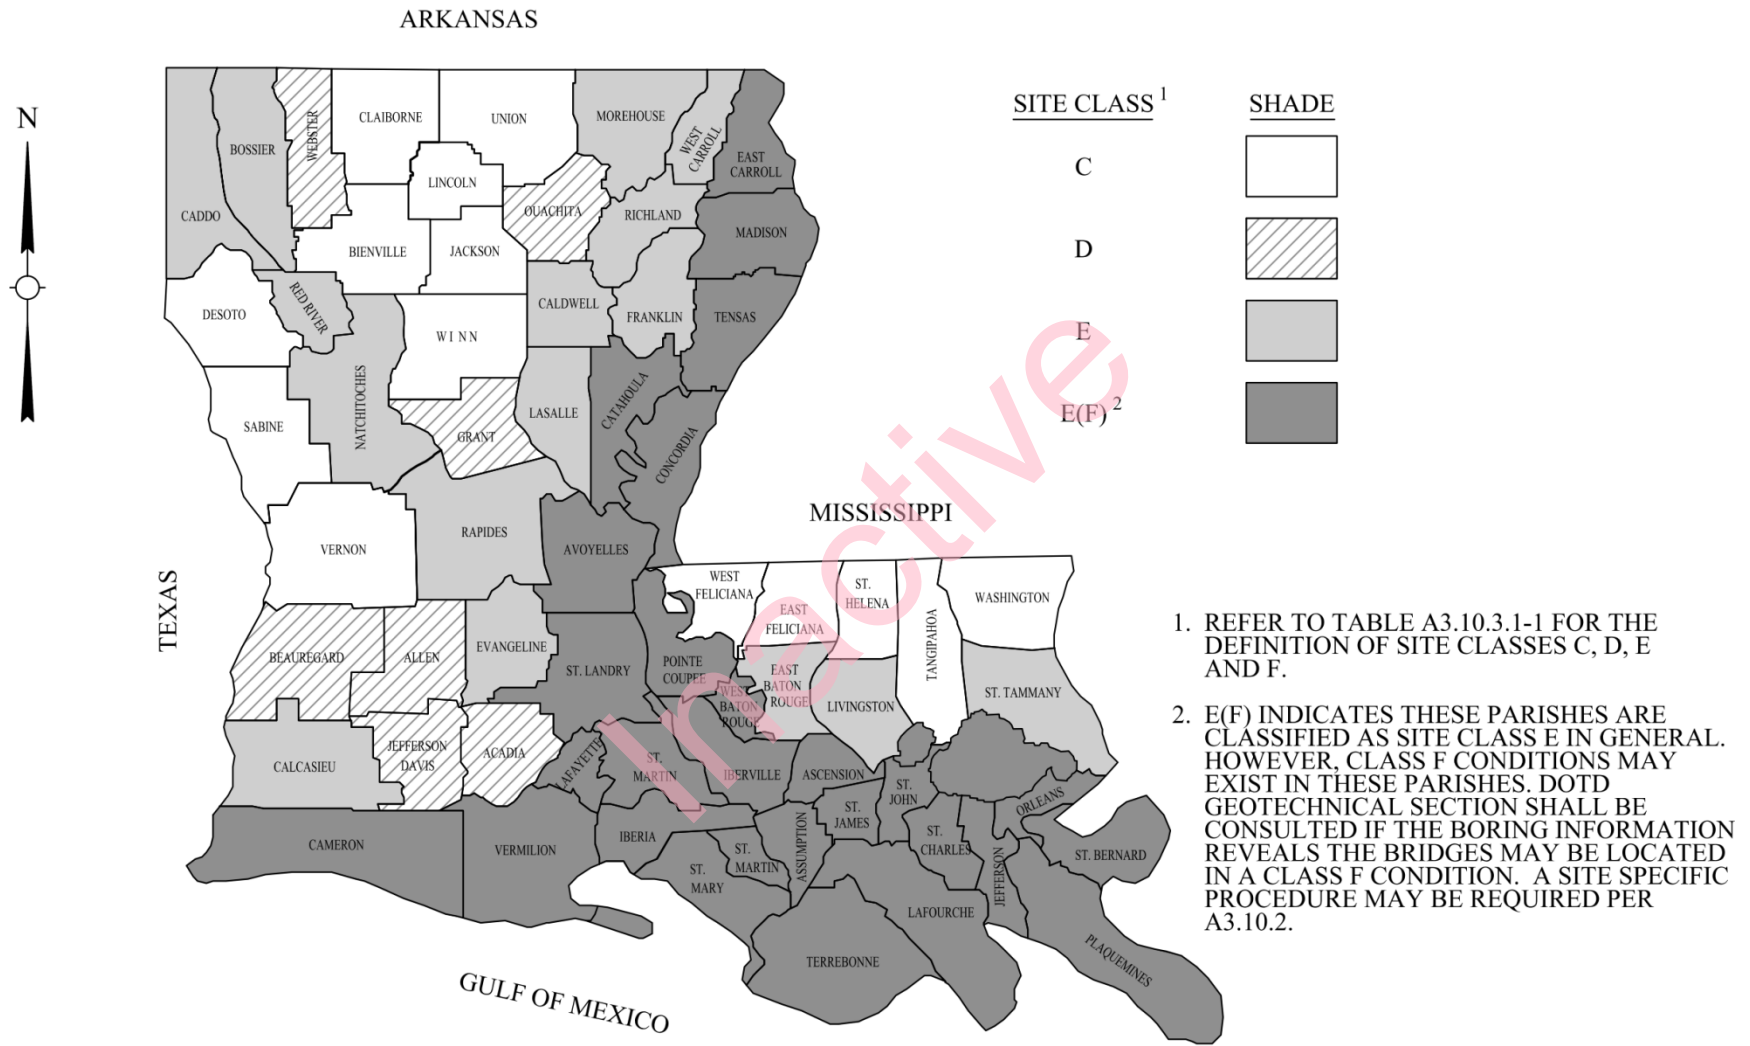 ARKANSAS
N
SITE CLASS 1
SHADE
C
D
E
E(F) 2
CLAIBORNE
UNION
MOREHOUSE
WEBSTER
BOSSIER
WEST
CARROLL
EAST
CARROLL
LINCOLN
CADDO
OUACHITA
RICHLAND
MADISON
BIENVILLE
JACKSON
DESOTO
RED RIVER
CALDWELL
FRANKLIN
TENSAS
WINN
NATCHITOCHES
SABINE
GRANT
LASALLE
CATAHOULA
CONCORDIA
MISSISSIPPI
RAPIDES
VERNON
AVOYELLES
TEXAS
WEST
FELICIANA
EAST
FELICIANA
ST.
HELENA
TANGIPAHOA
WASHINGTON
BEAUREGARD
ALLEN
EVANGELINE
ST. LANDRY
POINTE
COUPEE
WEST
BATON
ROUGE
EAST
BATON
ROUGE
LIVINGSTON
ST. TAMMANY
CALCASIEU
JEFFERSON
DAVIS
ACADIA
LAFAYETTE
ST.
MARTIN
IBERVILLE
ASCENSION
ST.
JOHN
ST.
JAMES
ORLEANS
CAMERON
VERMILION
IBERIA
ST.
MARTIN
ASSUMPTION
ST.
CHARLES
ST. BERNARD
ST.
MARY
JEFFERSON
LAFOURCHE
TERREBONNE
PLAQUEMINES
GULF OF MEXICO
Inactive
1. REFER TO TABLE A3.10.3.1-1 FOR THE
DEFINITION OF SITE CLASSES C, D, E
AND F.
2. E(F) INDICATES THESE PARISHES ARE
CLASSIFIED AS SITE CLASS E IN GENERAL.
HOWEVER, CLASS F CONDITIONS MAY
EXIST IN THESE PARISHES. DOTD
GEOTECHNICAL SECTION SHALL BE
CONSULTED IF THE BORING INFORMATION
REVEALS THE BRIDGES MAY BE LOCATED
IN A CLASS F CONDITION. A SITE SPECIFIC
PROCEDURE MAY BE REQUIRED PER
A3.10.2.